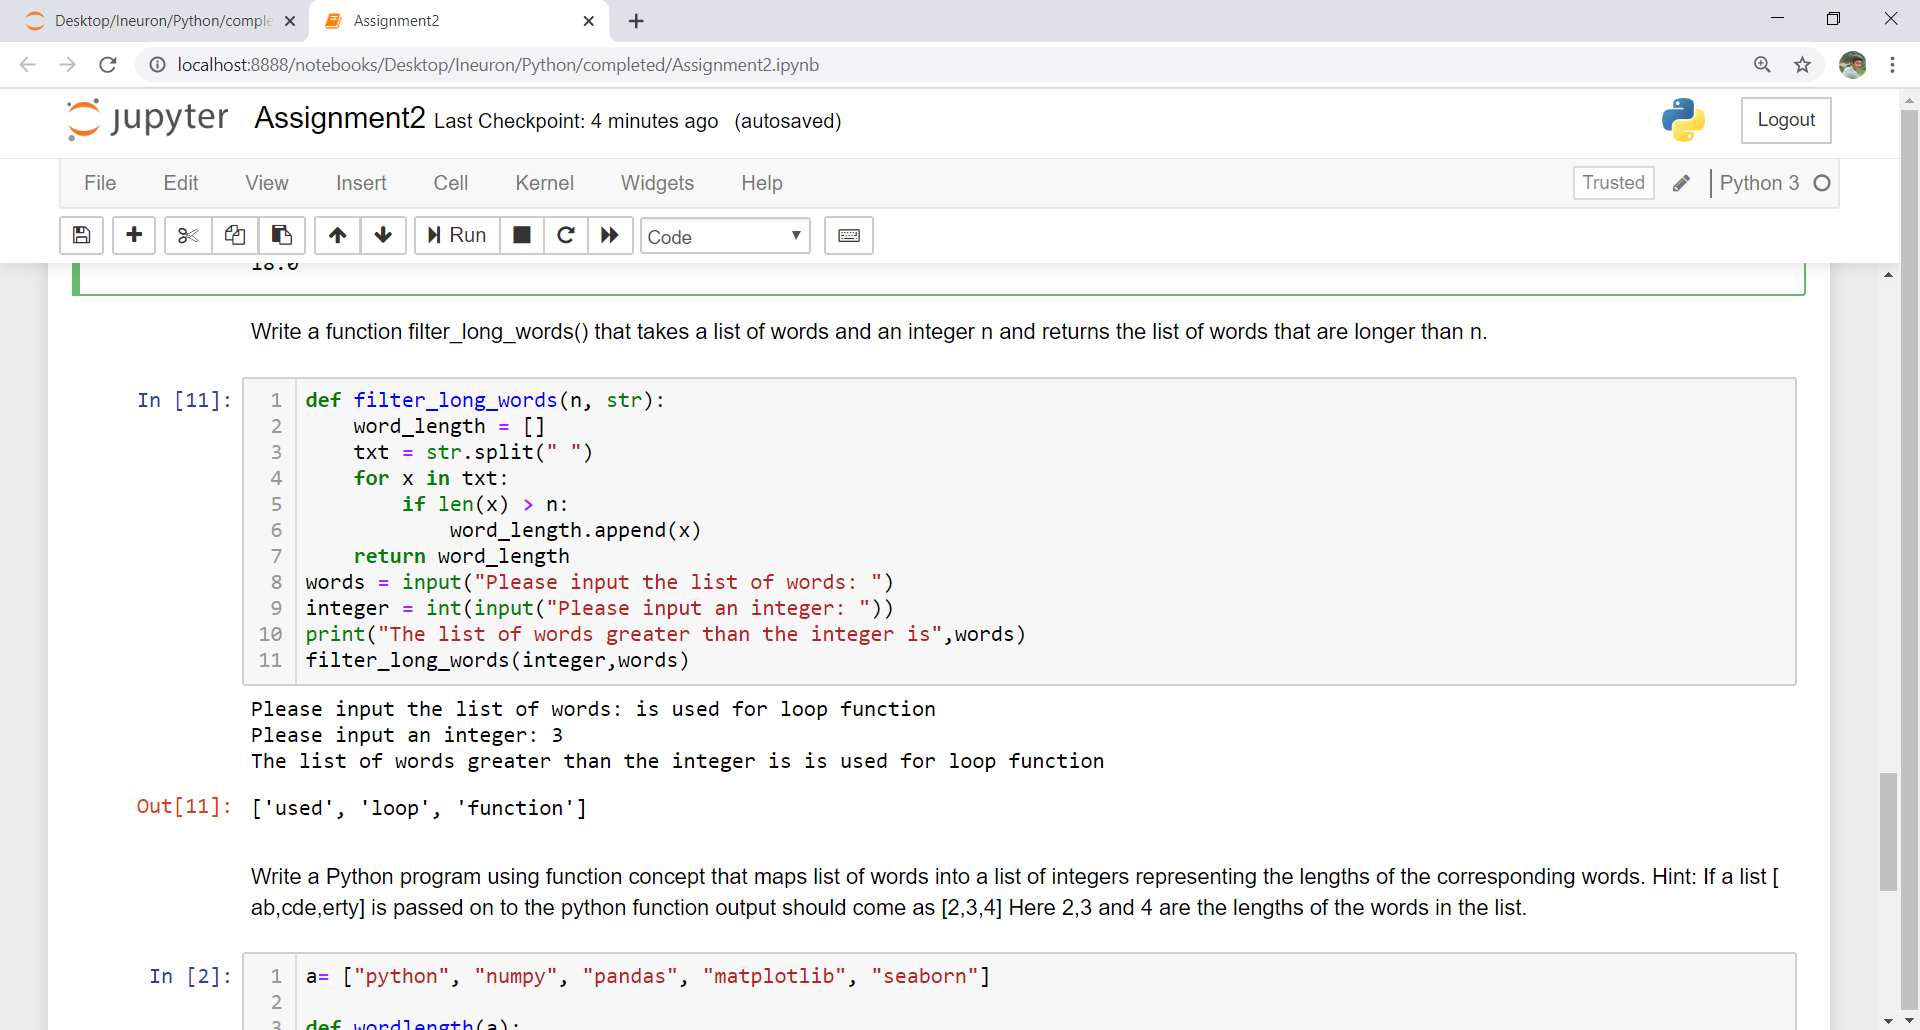 Desktop/Ineuron/Python/comple
Assignment2
localhost:8888/notebooks/Desktop/Ineuron/Python/completed/Assignment2.ipynb
jupyter Assignment2 Last Checkpoint: 4 minutes ago (autosaved) Logout
File Edit View Insert Cell Kernel Widgets Help Trusted Python 3
Run Code
18.0
Write a function filter_long_words() that takes a list of words and an integer n and returns the list of words that are longer than n.
In [11]:
1 def filter_long_words(n, str):
2     word_length = []
3     txt = str.split(" ")
4     for x in txt:
5         if len(x) > n:
6             word_length.append(x)
7     return word_length
8 words = input("Please input the list of words: ")
9 integer = int(input("Please input an integer: "))
10 print("The list of words greater than the integer is",words)
11 filter_long_words(integer,words)
Please input the list of words: is used for loop function
Please input an integer: 3
The list of words greater than the integer is is used for loop function
Out[11]: ['used', 'loop', 'function']
Write a Python program using function concept that maps list of words into a list of integers representing the lengths of the corresponding words. Hint: If a list [
ab,cde,erty] is passed on to the python function output should come as [2,3,4] Here 2,3 and 4 are the lengths of the words in the list.
In [2]:
1 a= ["python", "numpy", "pandas", "matplotlib", "seaborn"]
2
3 def wordlength(a):